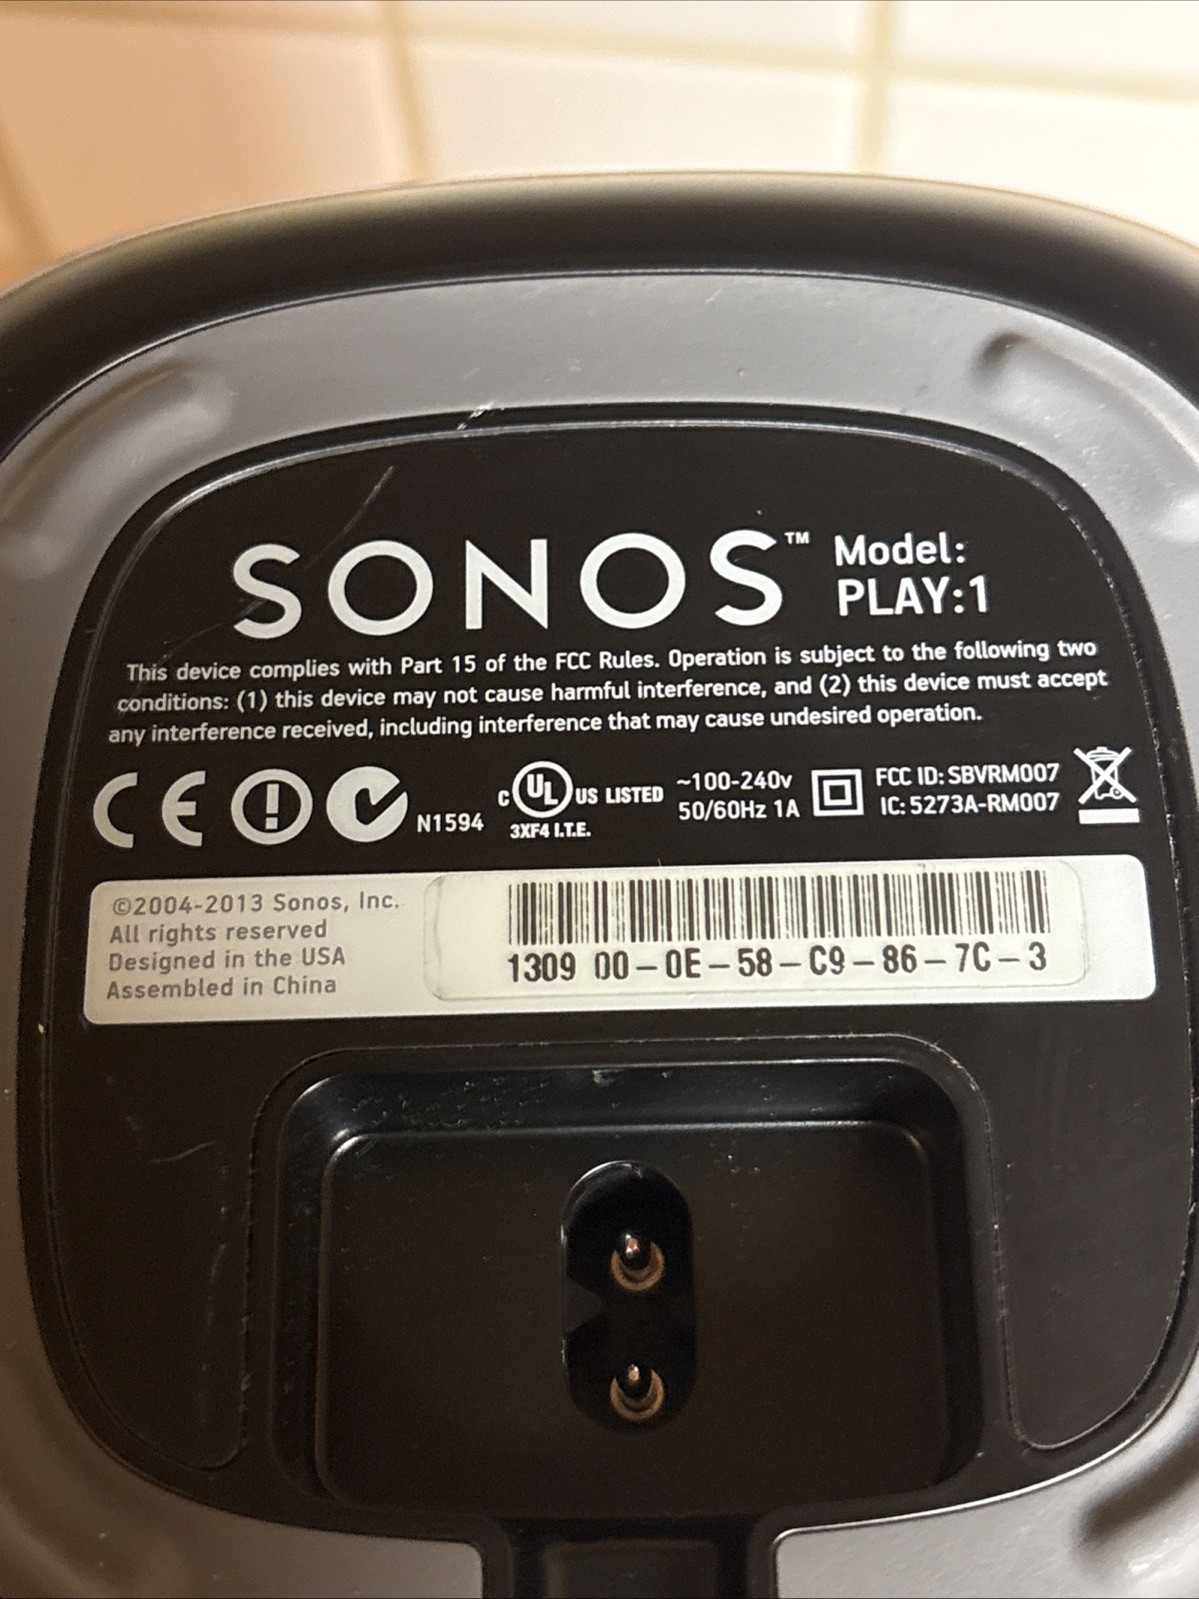 SONOS™
Model:
PLAY:1
This device complies with Part 15 of the FCC Rules. Operation is subject to the following two
conditions: (1) this device may not cause harmful interference, and (2) this device must accept
any interference received, including interference that may cause undesired operation.
CE
N1594
C UL US LISTED
3XF4 I.T.E.
~100-240v
50/60Hz 1A
FCC ID: SBVRM007
IC: 5273A-RM007
©2004-2013 Sonos, Inc.
All rights reserved
Designed in the USA
Assembled in China
1309 00-0E-58-C9-86-7C-3